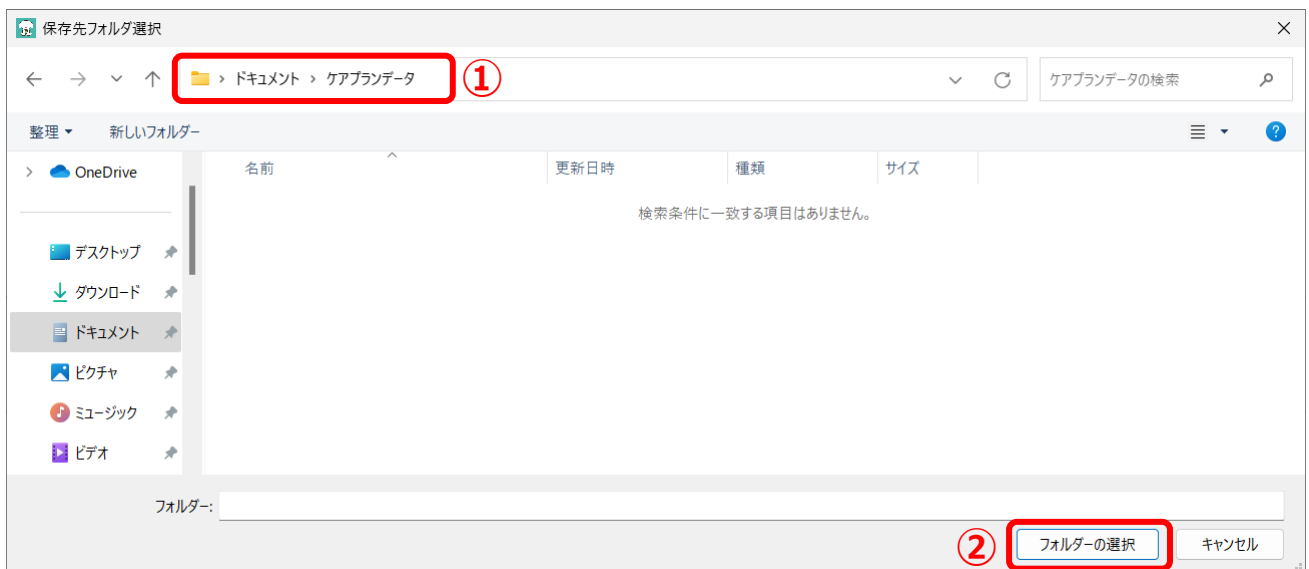 保存先フォルダ選択
ドキュメント > ケアプランデータ
①
ケアプランデータの検索
整理 新しいフォルダー
名前 更新日時 種類 サイズ
OneDrive
検索条件に一致する項目はありません。
デスクトップ
ダウンロード
ドキュメント
ピクチャ
ミュージック
ビデオ
フォルダー:
②
フォルダーの選択
キャンセル